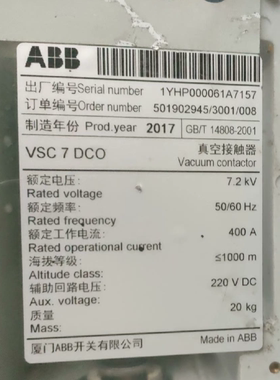 ABB
出厂编号Serial number 1YHP000061A7157
订单编号Order number 501902945/3001/008
制造年份 Prod.year 2017 GB/T 14808-2001
VSC 7 DCO 真空接触器
Vacuum contactor
额定电压: 7.2 kV
Rated voltage
额定频率: 50/60 Hz
Rated frequency
额定工作电流: 400 A
Rated operational current
海拔等级: ≤1000 m
Altitude class:
辅助回路电压: 220 V DC
Aux. voltage:
质量 20 kg
Mass:
厦门ABB开关有限公司 Made in ABB